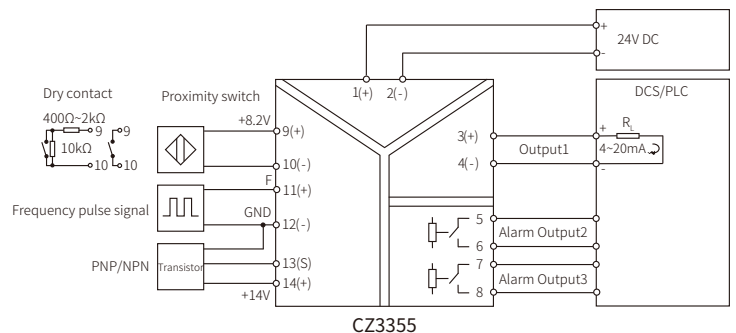 +
24V DC
-
1(+) 2(-)
DCS/PLC
Dry contact
Proximity switch
400Ω~2kΩ
9 9
10kΩ
10 10
+8.2V
9(+)
10(-)
3(+)
4(-)
Output1
+ RL
4~20mA
-
F
11(+)
Frequency pulse signal
GND
12(-)
5
Alarm Output2
6
PNP/NPN
Transistor
13(S)
14(+)
+14V
7
Alarm Output3
8
CZ3355